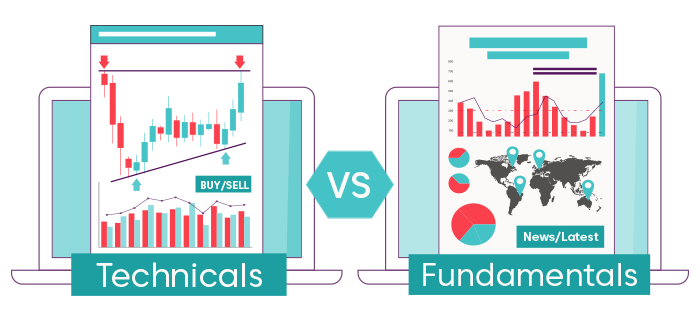 BUY/SELL
Technicals
VS
News/Latest
Fundamentals